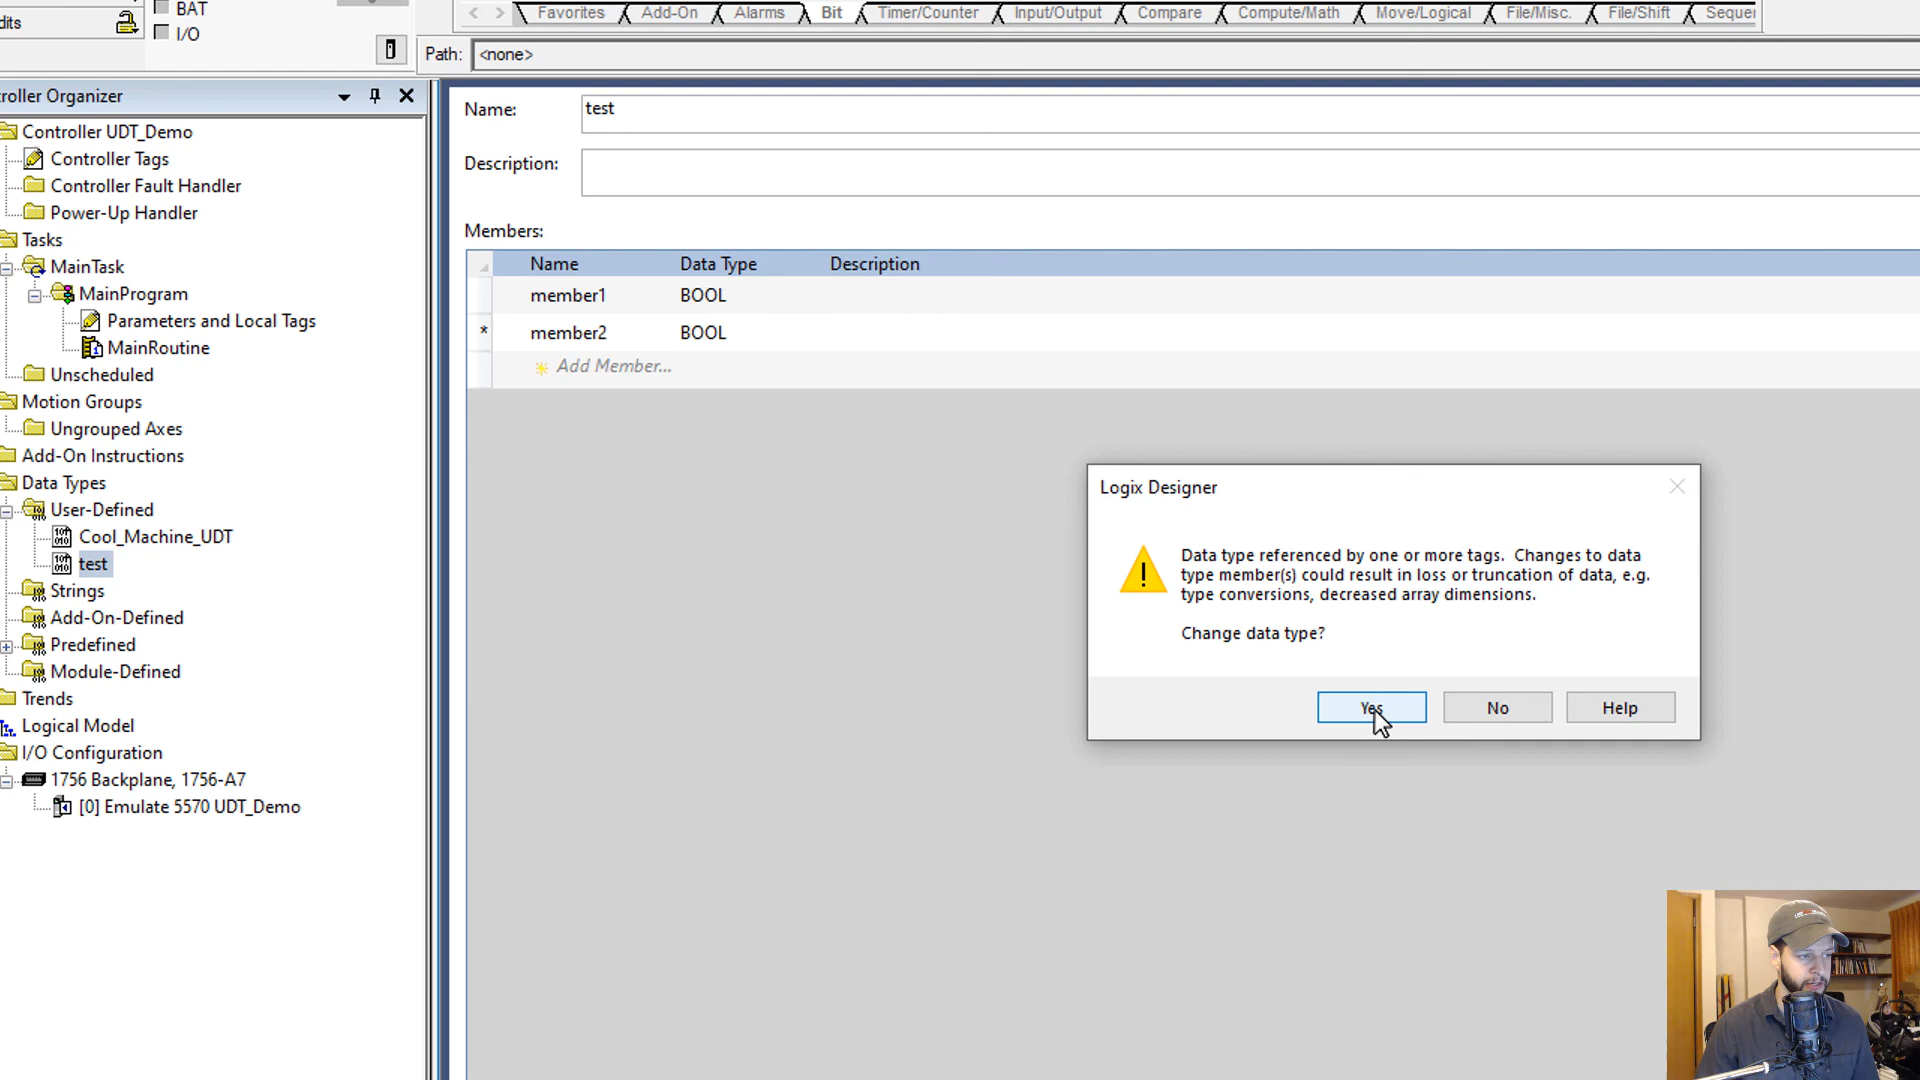 BAT
dits
I/O
Favorites
Add-On
Alarms
Bit
Timer/Counter
Input/Output
Compare
Compute/Math
Move/Logical
File/Misc.
File/Shift
Sequen
Path:
<none>
roller Organizer
Controller UDT_Demo
Controller Tags
Controller Fault Handler
Power-Up Handler
Tasks
MainTask
MainProgram
Parameters and Local Tags
MainRoutine
Unscheduled
Motion Groups
Ungrouped Axes
Add-On Instructions
Data Types
User-Defined
Cool_Machine_UDT
test
Strings
Add-On-Defined
Predefined
Module-Defined
Trends
Logical Model
I/O Configuration
1756 Backplane, 1756-A7
[0] Emulate 5570 UDT_Demo
Name:
test
Description:
Members:
Name Data Type Description
member1 BOOL
* member2 BOOL
Add Member...
Logix Designer
Data type referenced by one or more tags. Changes to data
type member(s) could result in loss or truncation of data, e.g.
type conversions, decreased array dimensions.
Change data type?
Yes
No
Help